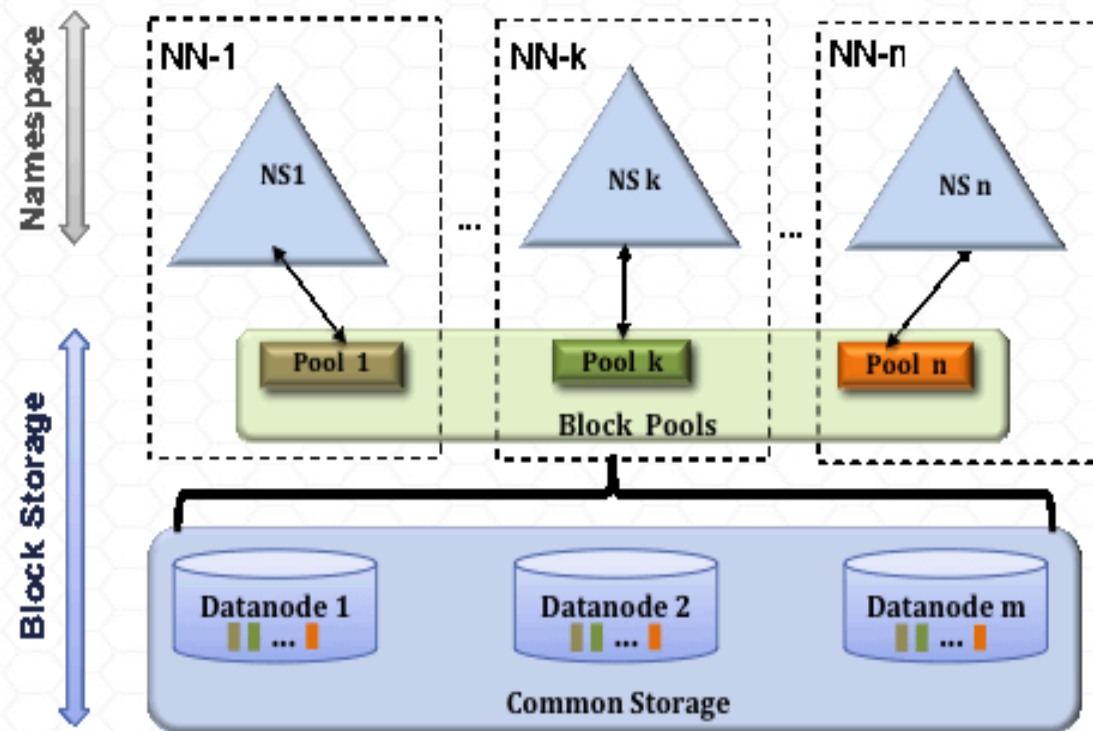 Namespace
NN-1
NN-k
NN-n
NS1
NS k
NS n
...
...
Pool 1
Pool k
Pool n
Block Pools
Block Storage
Datanode 1
...
Datanode 2
...
Datanode m
...
Common Storage